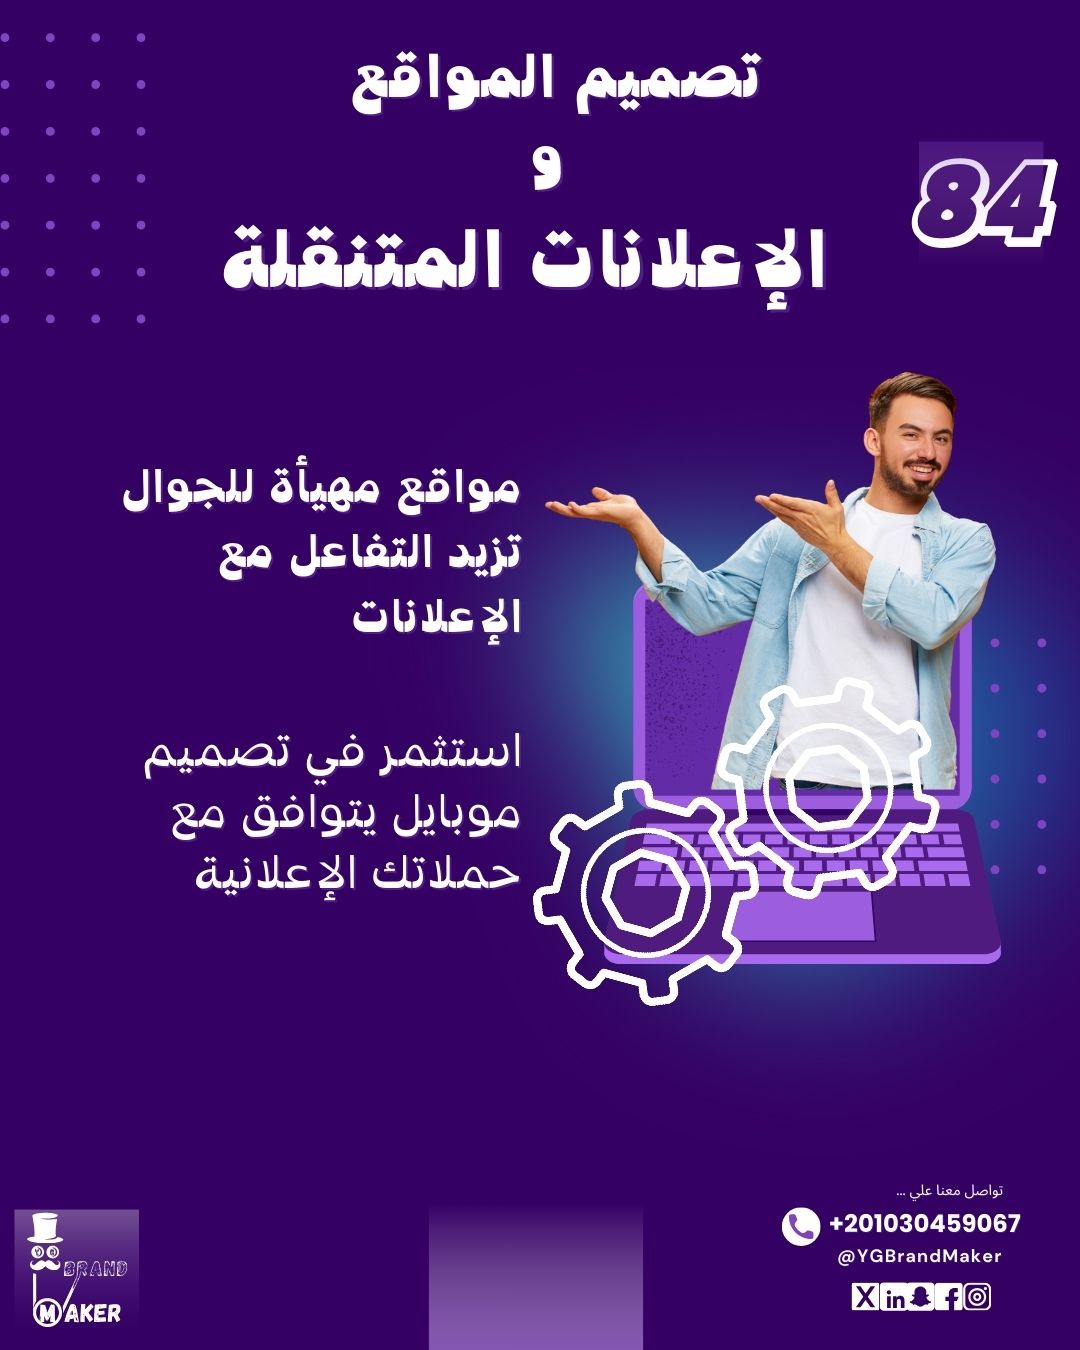 تصميم المواقع
و
الإعلانات المتنقلة
84
مواقع مهيأة للجوال
تزيد التفاعل مع
الإعلانات
استثمر في تصميم
موبايل يتوافق مع
حملاتك الإعلانية
تواصل معنا علي ...
+201030459067
@YGBrandMaker
BRAND
MAKER